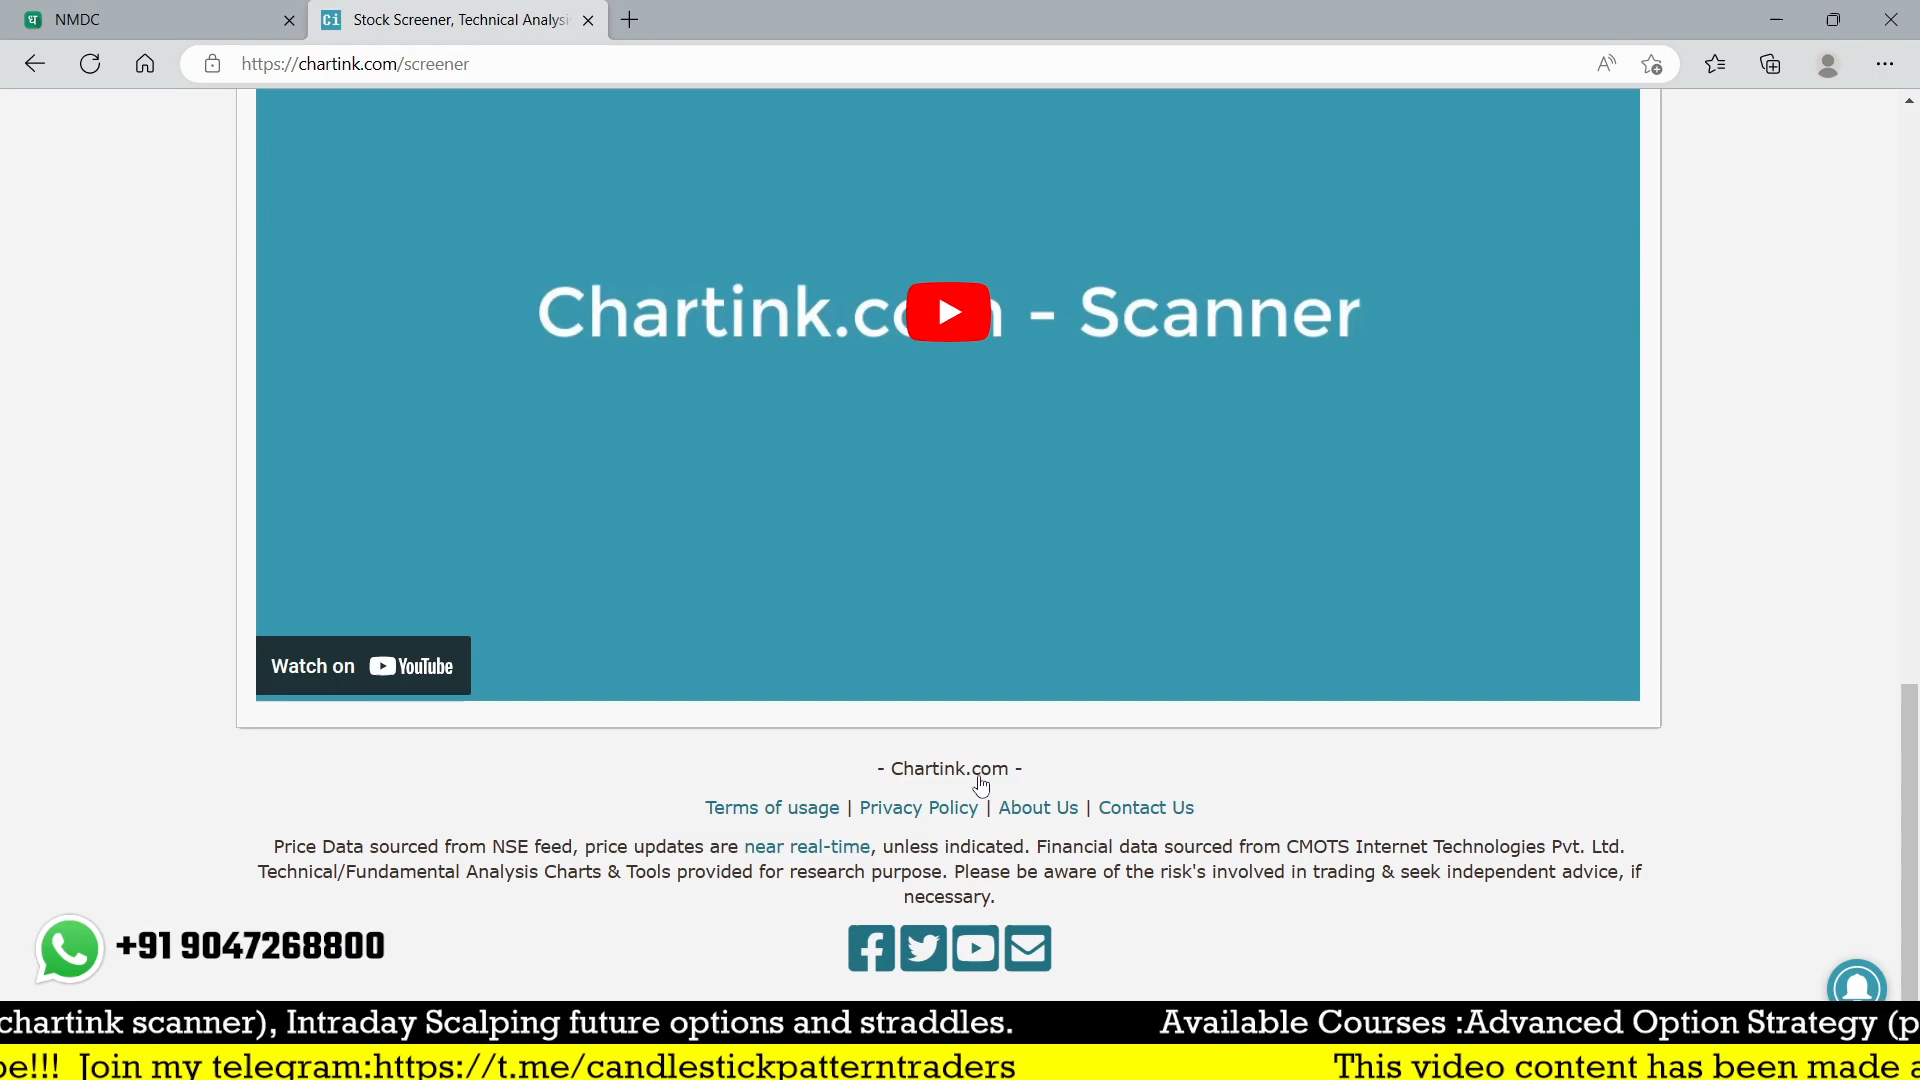 NMDC
Stock Screener, Technical Analysi
https://chartink.com/screener
Chartink.co - Scanner
Watch on YouTube
- Chartink.com -
Terms of usage | Privacy Policy | About Us | Contact Us
Price Data sourced from NSE feed, price updates are near real-time, unless indicated. Financial data sourced from CMOTS Internet Technologies Pvt. Ltd.
Technical/Fundamental Analysis Charts & Tools provided for research purpose. Please be aware of the risk's involved in trading & seek independent advice, if
necessary.
+91 9047268800
chartink scanner), Intraday Scalping future options and straddles. Available Courses :Advanced Option Strategy (p
be!!! Join my telegram:https://t.me/candlestickpatterntraders This video content has been made a